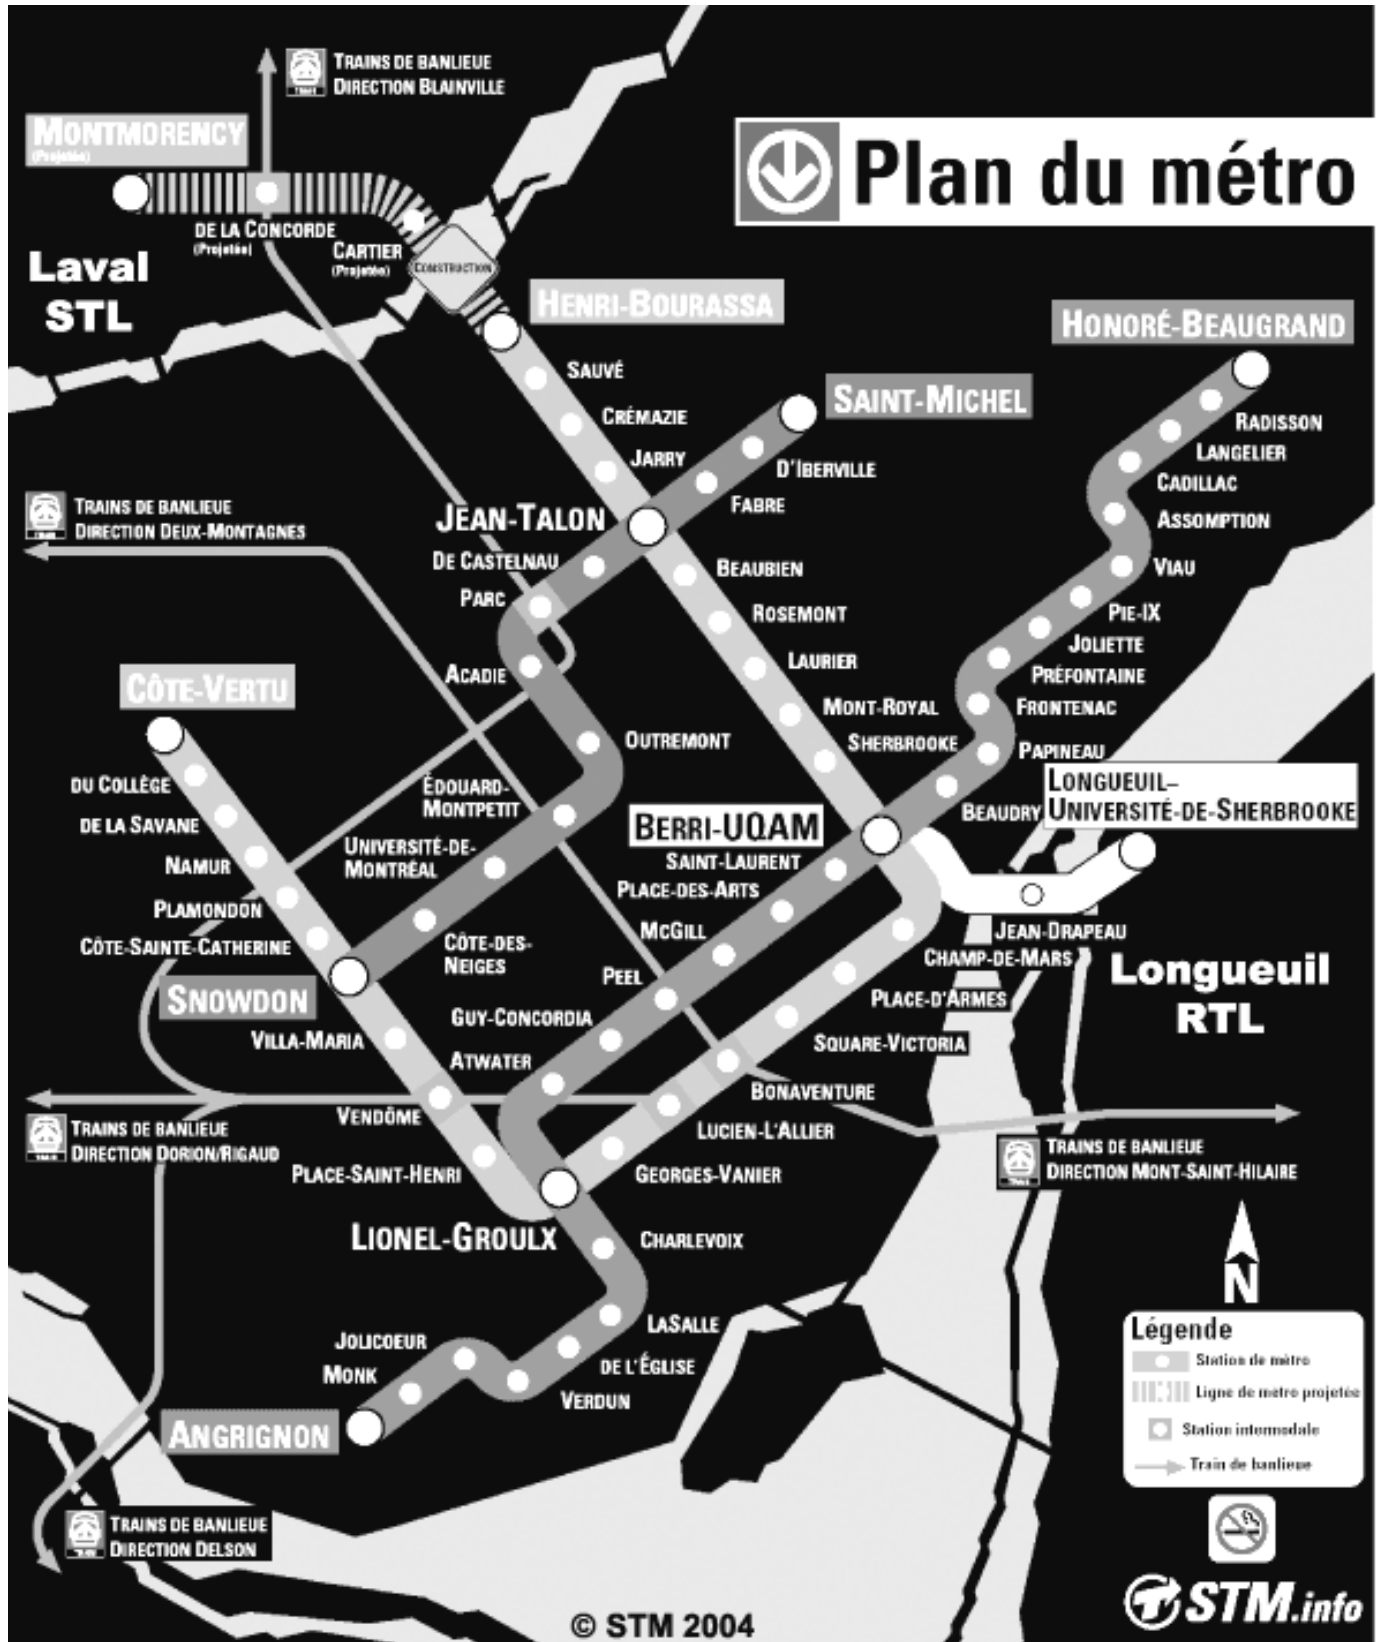 TRAINS DE BANLIEUE
DIRECTION BLAINVILLE
MONTMORENCY
(Projetée)
Plan du métro
DE LA CONCORDE
(Projetée)
CARTIER
(Projetée)
CONSTRUCTION
Laval
STL
HENRI-BOURASSA
HONORÉ-BEAUGRAND
SAUVÉ
SAINT-MICHEL
CRÉMAZIE
RADISSON
JARRY
LANGELIER
D'IBERVILLE
CADILLAC
FABRE
TRAINS DE BANLIEUE
DIRECTION DEUX-MONTAGNES
JEAN-TALON
ASSOMPTION
DE CASTELNAU
BEAUBIEN
VIAU
PARC
ROSEMONT
PIE-IX
JOLIETTE
LAURIER
ACADIE
PRÉFONTAINE
CÔTE-VERTU
MONT-ROYAL
FRONTENAC
OUTREMONT
SHERBROOKE
PAPINEAU
DU COLLÈGE
ÉDOUARD-
MONTPETIT
LONGUEUIL–
UNIVERSITÉ-DE-SHERBROOKE
BEAUDRY
DE LA SAVANE
BERRI-UQAM
UNIVERSITÉ-DE-
MONTRÉAL
SAINT-LAURENT
NAMUR
PLACE-DES-ARTS
PLAMONDON
MCGILL
JEAN-DRAPEAU
CÔTE-SAINTE-CATHERINE
CÔTE-DES-
NEIGES
CHAMP-DE-MARS
PEEL
Longueuil
RTL
SNOWDON
PLACE-D'ARMES
GUY-CONCORDIA
VILLA-MARIA
SQUARE-VICTORIA
ATWATER
BONAVENTURE
VENDÔME
TRAINS DE BANLIEUE
DIRECTION DORION/RIGAUD
LUCIEN-L'ALLIER
TRAINS DE BANLIEUE
DIRECTION MONT-SAINT-HILAIRE
PLACE-SAINT-HENRI
GEORGES-VANIER
LIONEL-GROULX
CHARLEVOIX
N
LASALLE
JOLICOEUR
DE L'ÉGLISE
MONK
VERDUN
ANGRIGNON
Légende
Station de métro
Ligne de metro projetée
Station intermodale
Train de banlieue
TRAINS DE BANLIEUE
DIRECTION DELSON
STM.info
© STM 2004